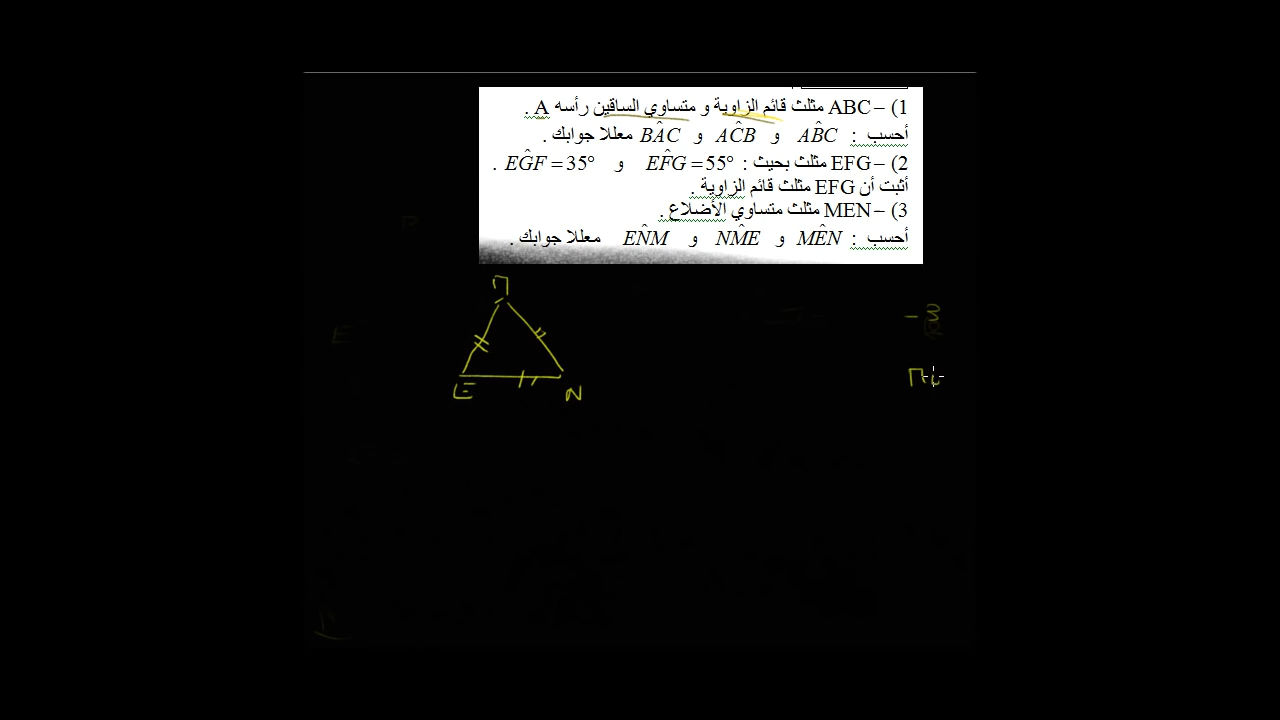 1) – ABC مثلث قائم الزاوية و متساوي الساقين رأسه A .
أحسب : AB̂C و AĈB و BÂC معللا جوابك .
2) – EFG مثلث بحيث : EF̂G = 55° و EĜF = 35° .
أثبت أن EFG مثلث قائم الزاوية .
3) – MEN مثلث متساوي الأضلاع .
أحسب : MÊN و NM̂E و EN̂M معللا جوابك .
M
- 3
E
N